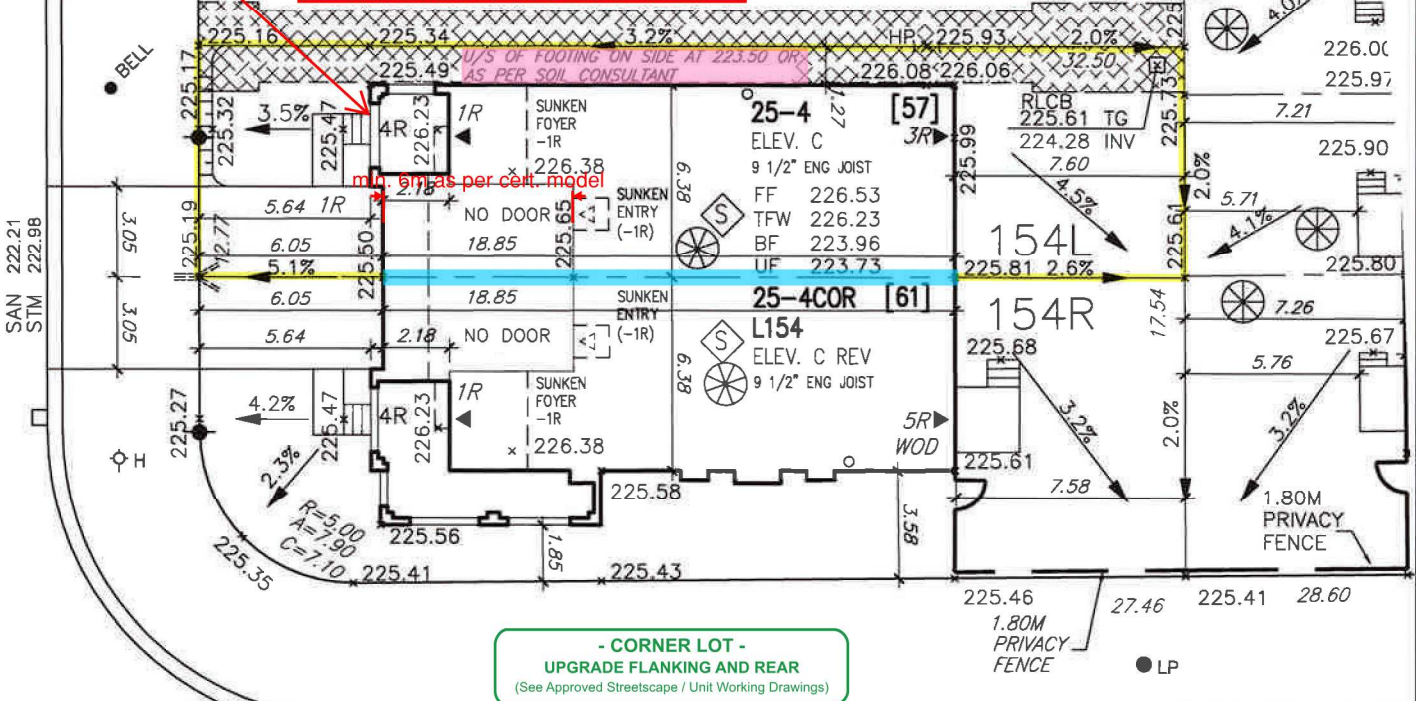 225.16
225.34
3.2%
HP
225.93
2.0%
4.0
BELL
U/S OF FOOTING ON SIDE AT 223.50 OR
AS PER SOIL CONSULTANT
225.49
226.08
226.06
32.50
226.00
225.97
225.17
225.32
3.5%
225.47
4R
226.23
1R
SUNKEN
FOYER
-1R
226.38
1.27
25-4
[57]
ELEV. C
3R
9 1/2" ENG JOIST
FF 226.53
TFW 226.23
BF 223.96
UF 223.73
225.99
RLCB
225.61 TG
224.28 INV
7.60
225.73
7.21
225.90
2.0%
min. 6m as per cert. model
2.18
5.64
1R
NO DOOR
225.65
SUNKEN
ENTRY
(-1R)
6.38
S
4.5%
5.71
4.1%
SAN 222.21
STM 222.98
3.05
225.19
12.77
6.05
225.50
18.85
154L
225.61
5.1%
225.81
2.6%
225.80
3.05
6.05
18.85
SUNKEN
ENTRY
(-1R)
25-4COR
[61]
L154
S
ELEV. C REV
9 1/2" ENG JOIST
154R
17.54
7.26
5.64
2.18
NO DOOR
6.38
225.68
225.67
5.76
225.27
4.2%
225.47
4R
226.23
1R
SUNKEN
FOYER
-1R
226.38
5R
WOD
3.2%
2.0%
3.2%
H
2.3%
225.61
7.58
225.58
3.58
1.80M
PRIVACY
FENCE
R=5.00
A=7.90
C=7.10
225.56
1.85
225.35
225.41
225.43
225.46
27.46
225.41
28.60
1.80M
PRIVACY
FENCE
LP
- CORNER LOT -
UPGRADE FLANKING AND REAR
(See Approved Streetscape / Unit Working Drawings)